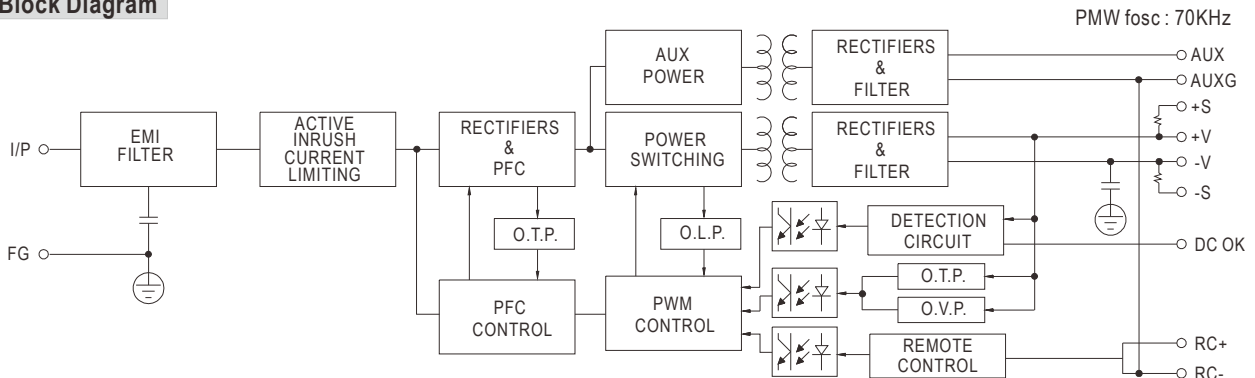 Block Diagram
PMW fosc : 70KHz
AUX
POWER
RECTIFIERS
&
FILTER
AUX
AUXG
+S
I/P
EMI
FILTER
ACTIVE
INRUSH
CURRENT
LIMITING
RECTIFIERS
&
PFC
POWER
SWITCHING
RECTIFIERS
&
FILTER
+V
-V
-S
O.T.P.
O.L.P.
DETECTION
CIRCUIT
DC OK
FG
PFC
CONTROL
PWM
CONTROL
O.T.P.
O.V.P.
REMOTE
CONTROL
RC+
RC-